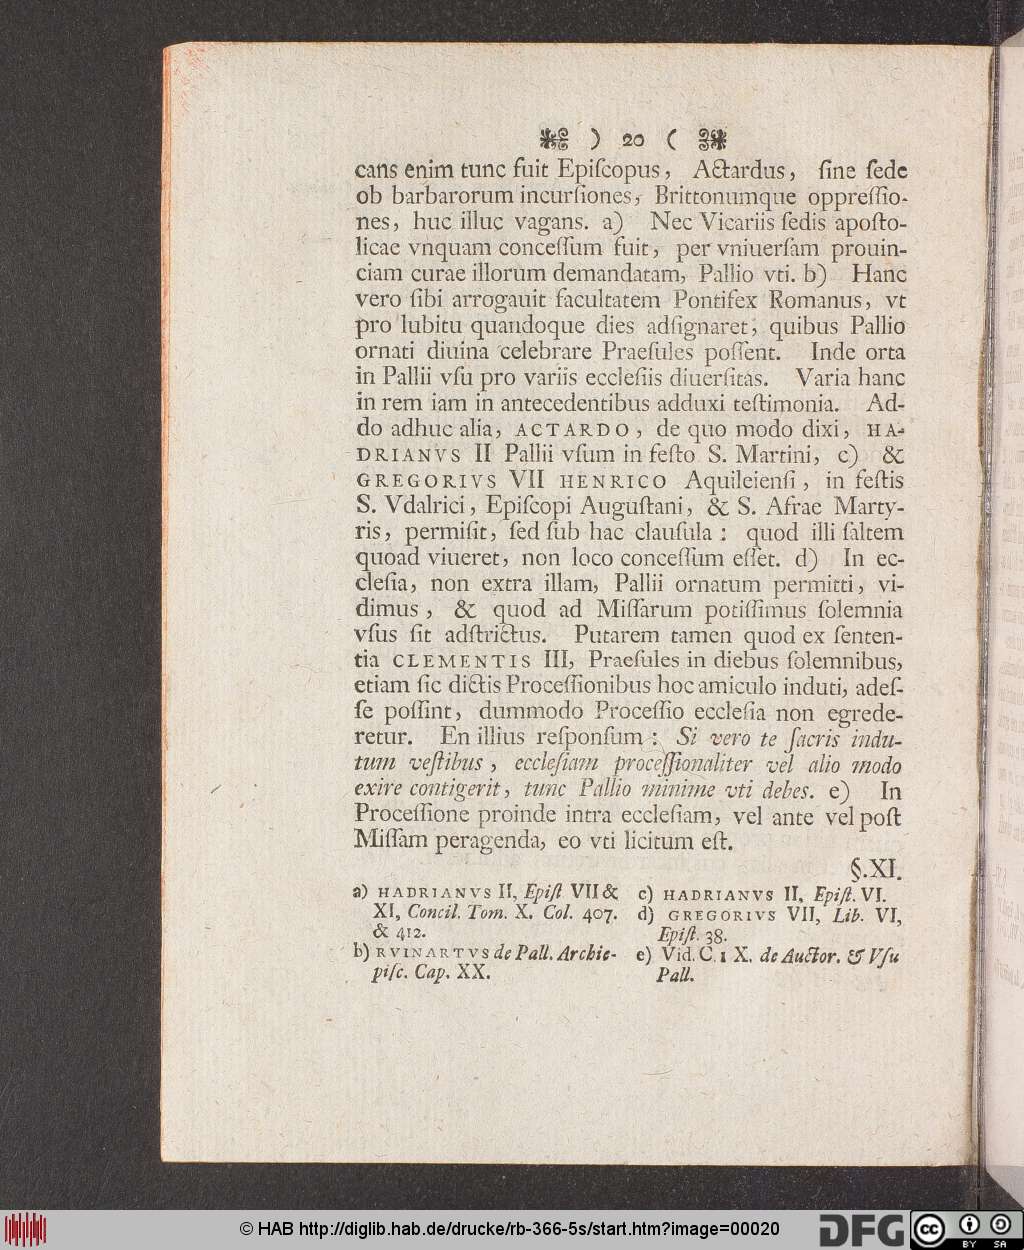 ) 20 (
cans enim tunc fuit Epiſcopus, Actardus, ſine ſede
ob barbarorum incurſiones, Brittonumque oppreſſio-
nes, huc illuc vagans. a) Nec Vicariis ſedis apoſto-
licae vnquam conceſſum fuit, per vniuerſam prouin-
ciam curae illorum demandatam, Pallio vti. b) Hanc
vero ſibi arrogauit facultatem Pontifex Romanus, vt
pro lubitu quandoque dies adſignaret, quibus Pallio
ornati diuina celebrare Praeſules poſſent. Inde orta
in Pallii vſu pro variis eccleſiis diuerſitas. Varia hanc
in rem iam in antecedentibus adduxi teſtimonia. Ad-
do adhuc alia, ACTARDO, de quo modo dixi, HA-
DRIANVS II Pallii vſum in feſto S. Martini, c) &
GREGORIVS VII HENRICO Aquileienſi, in feſtis
S. Vdalrici, Epiſcopi Auguſtani, & S. Afrae Marty-
ris, permiſit, ſed ſub hac clauſula: quod illi ſaltem
quoad viueret, non loco conceſſum eſſet. d) In ec-
cleſia, non extra illam, Pallii ornatum permitti, vi-
dimus, & quod ad Miſſarum potiſſimus ſolemnia
vſus ſit adſtrictus. Putarem tamen quod ex ſenten-
tia CLEMENTIS III, Praeſules in diebus ſolemnibus,
etiam ſic dictis Proceſſionibus hoc amiculo induti, adeſ-
ſe poſſint, dummodo Proceſſio eccleſia non egrede-
retur. En illius reſponſum: Si vero te ſacris indu-
tum veſtibus, eccleſiam proceſſionaliter vel alio modo
exire contigerit, tunc Pallio minime vti debes. e) In
Proceſſione proinde intra eccleſiam, vel ante vel poſt
Miſſam peragenda, eo vti licitum eſt.
§. XI.
a) HADRIANVS II, Epiſt VII &
XI, Concil. Tom. X. Col. 407.
& 412.
b) RVINARTVS de Pall. Archie-
piſc. Cap. XX.
c) HADRIANVS II, Epiſt. VI.
d) GREGORIVS VII, Lib. VI,
Epiſt. 38.
e) Vid. C. 1 X. de Auctor. & Vſu
Pall.
© HAB http://diglib.hab.de/drucke/rb-366-5s/start.htm?image=00020
DFG
cc
BY SA